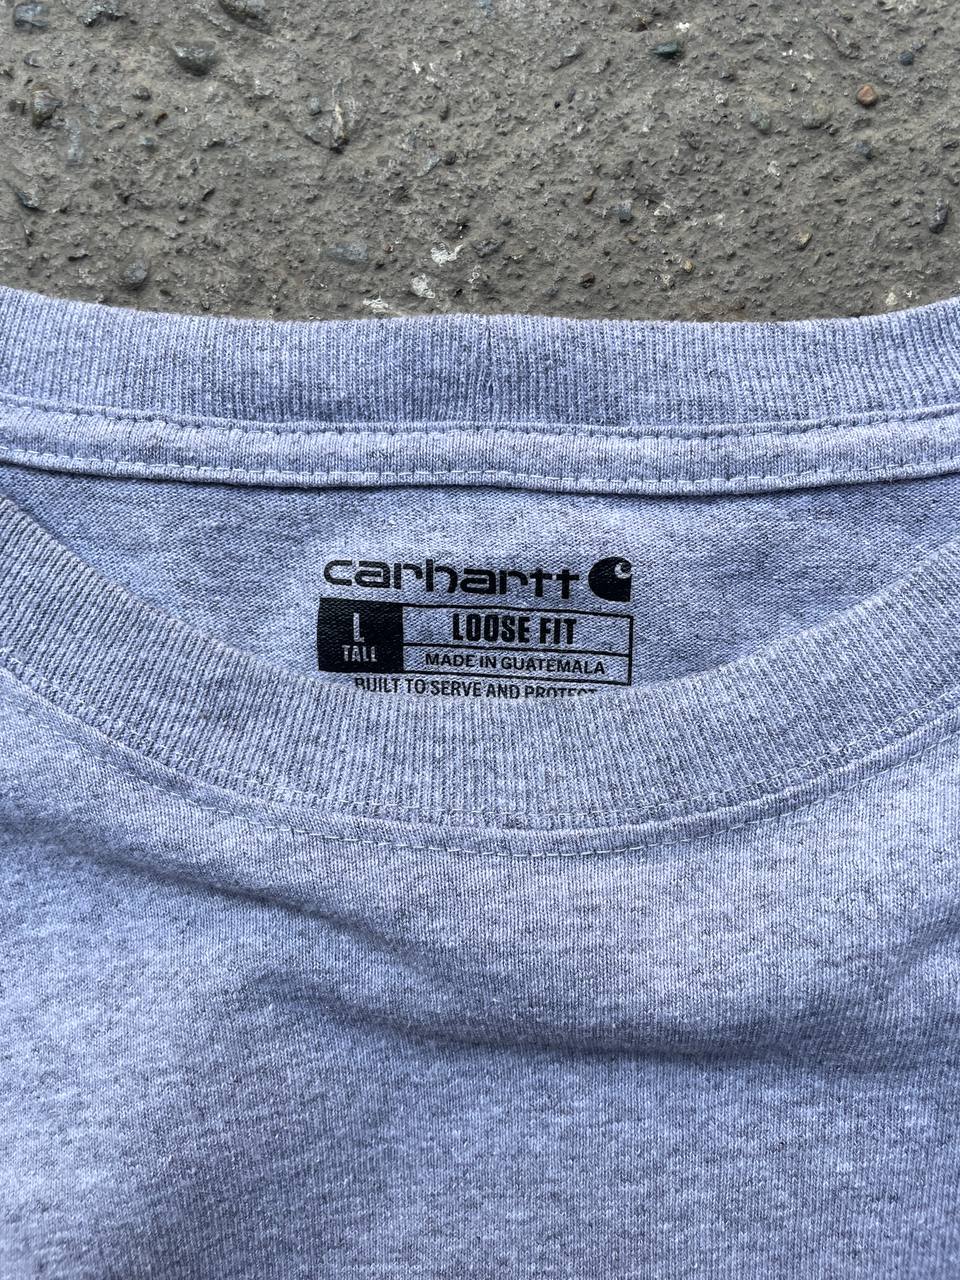 carhartt
L
TALL
LOOSE FIT
MADE IN GUATEMALA
BUILT TO SERVE AND PROTECT